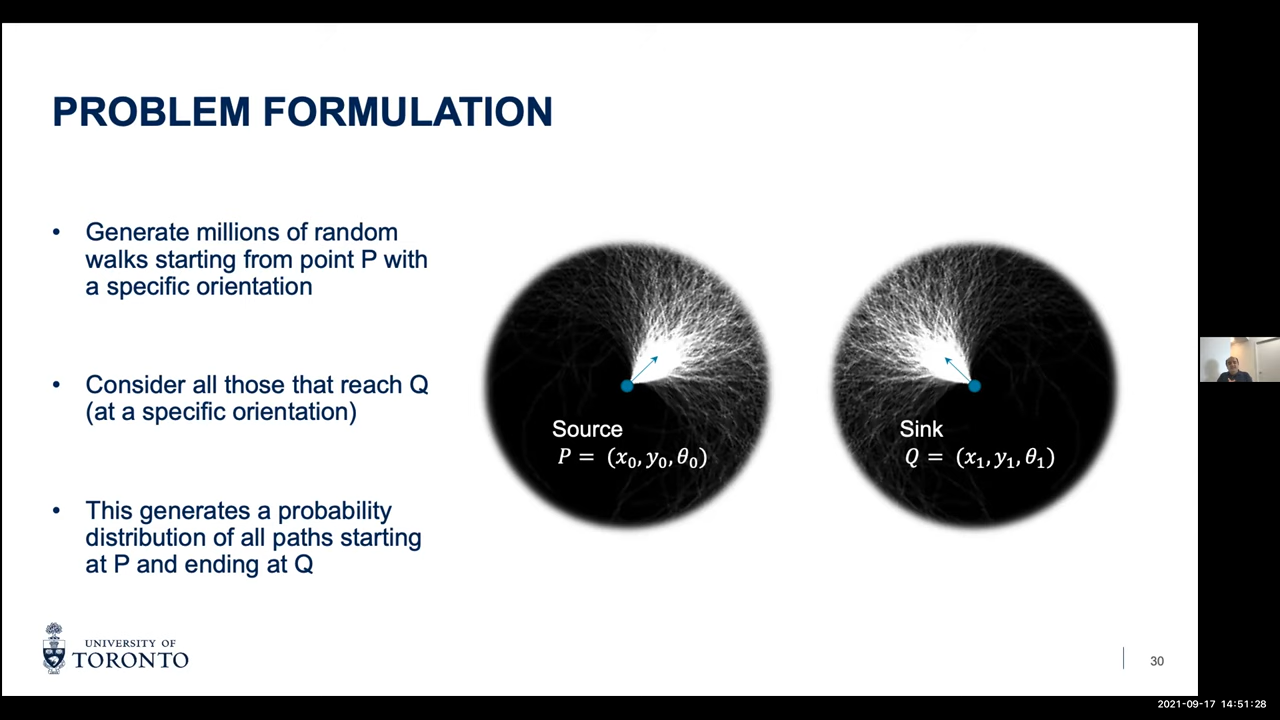 PROBLEM FORMULATION
• Generate millions of random
walks starting from point P with
a specific orientation
• Consider all those that reach Q
(at a specific orientation)
• This generates a probability
distribution of all paths starting
at P and ending at Q
Source
P = (x₀, y₀, θ₀)
Sink
Q = (x₁, y₁, θ₁)
UNIVERSITY OF
TORONTO
30
2021-09-17 14:51:28